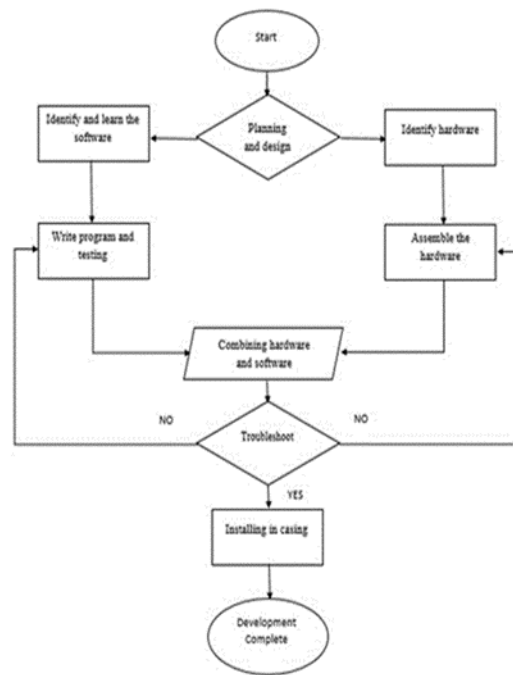 Start
Planning
and design
Identify and learn the
software
Identify hardware
Write program and
testing
Assemble the
hardware
Combining hardware
and software
NO
NO
Troubleshoot
YES
Installing in casing
Development
Complete